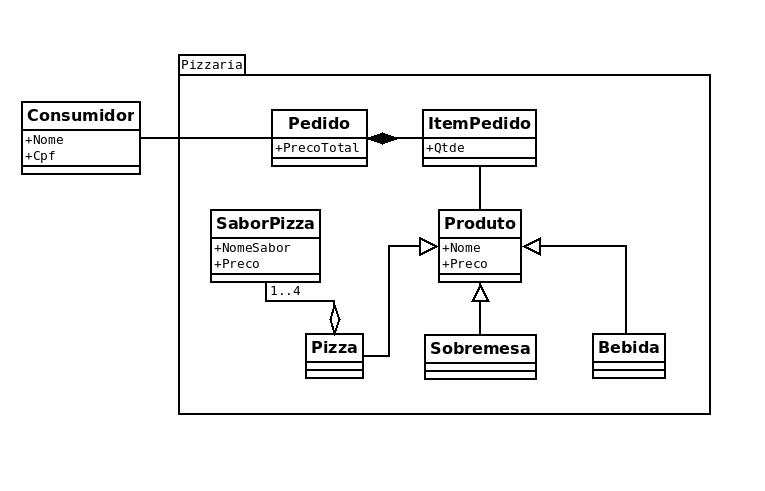 Pizzaria
Consumidor
+Nome
+Cpf
Pedido
+PrecoTotal
ItemPedido
+Qtde
SaborPizza
+NomeSabor
+Preco
Produto
+Nome
+Preco
1..4
Pizza
Sobremesa
Bebida